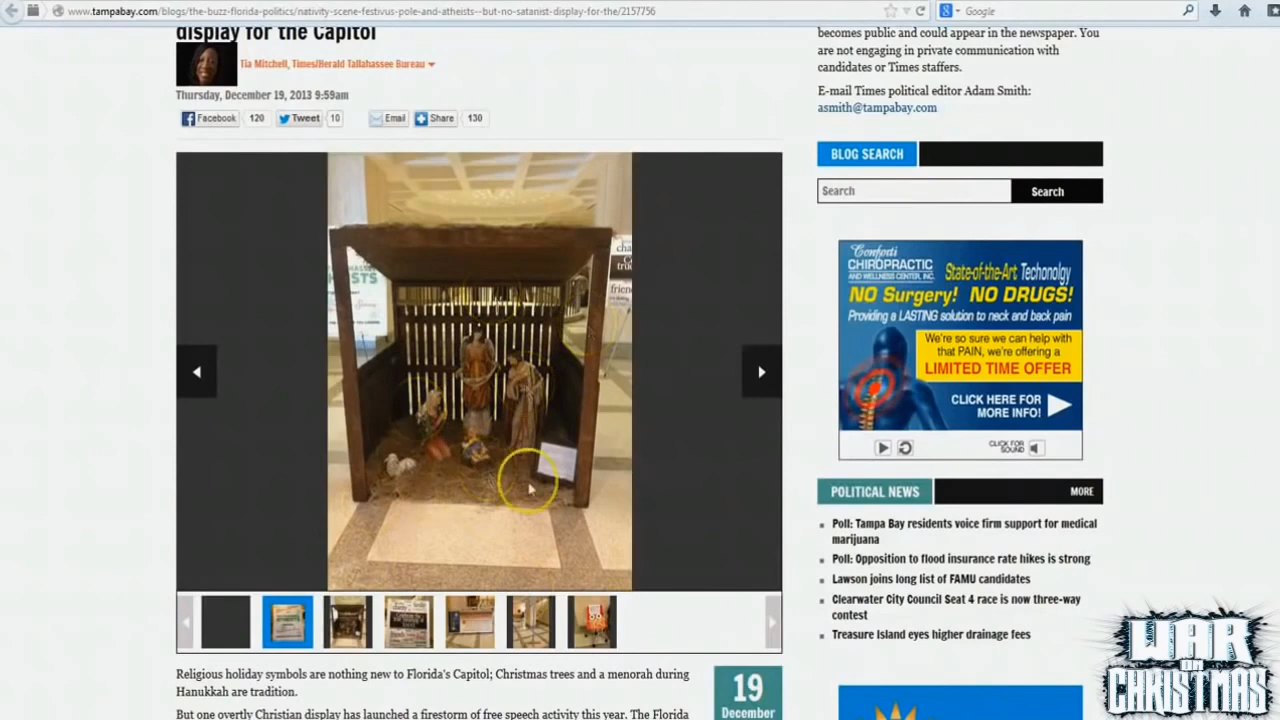 www.tampabay.com/blogs/the-buzz-florida-politics/nativity-scene-festivus-pole-and-atheists--but-no-satanist-display-for-the/2157756
Google
display for the Capitol
Tia Mitchell, Times/Herald Tallahassee Bureau
Thursday, December 19, 2013 9:59am
Facebook 120 Tweet 10 Email Share 130
Religious holiday symbols are nothing new to Florida's Capitol; Christmas trees and a menorah during
Hanukkah are tradition.
But one overtly Christian display has launched a firestorm of free speech activity this year. The Florida
19
December
becomes public and could appear in the newspaper. You
are not engaging in private communication with
candidates or Times staffers.
E-mail Times political editor Adam Smith:
asmith@tampabay.com
BLOG SEARCH
Search Search
Conforti
CHIROPRACTIC
AND WELLNESS CENTER, INC.
State-of-the-Art Techonolgy
NO Surgery! NO DRUGS!
Providing a LASTING solution to neck and back pain
We're so sure we can help with
that PAIN, we're offering a
LIMITED TIME OFFER
CLICK HERE FOR
MORE INFO!
CLICK FOR
SOUND
POLITICAL NEWS MORE
Poll: Tampa Bay residents voice firm support for medical
marijuana
Poll: Opposition to flood insurance rate hikes is strong
Lawson joins long list of FAMU candidates
Clearwater City Council Seat 4 race is now three-way
contest
Treasure Island eyes higher drainage fees
WAR
ON
CHRISTMAS